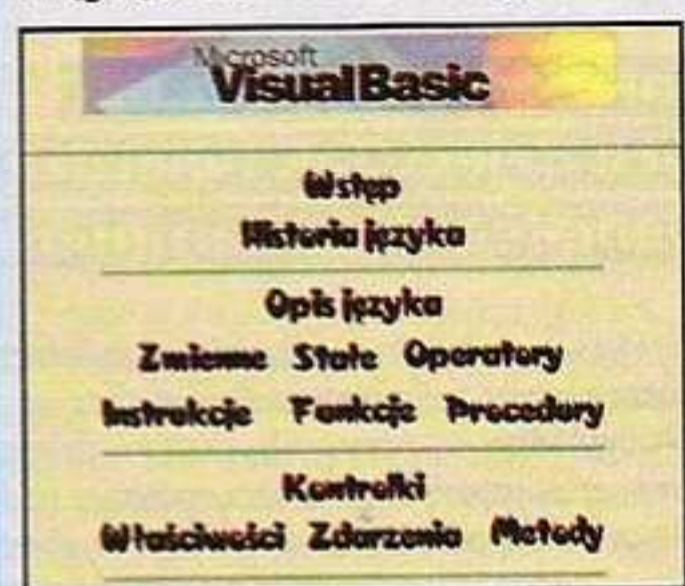 Microsoft
Visual Basic
Wstęp
Historia języka
Opis języka
Zmienne Stałe Operatory
Instrukcje Funkcje Procedury
Kontrolki
Właściwości Zdarzenia Metody